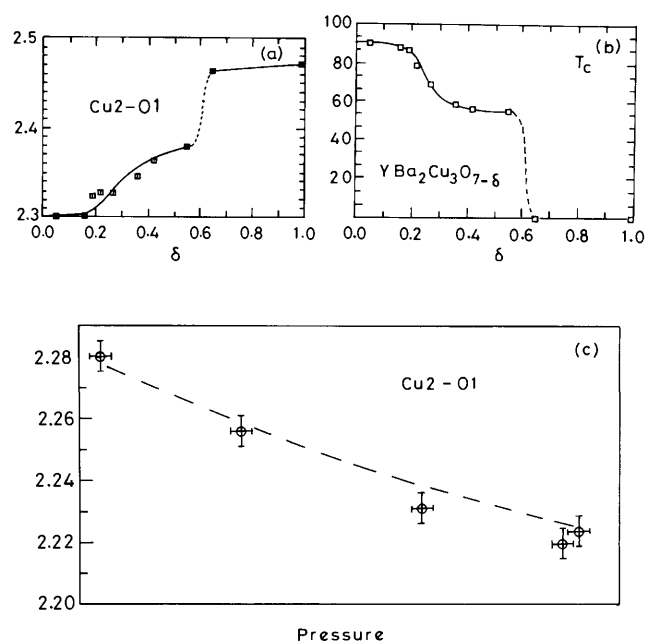 2.5
(a)
Cu2-O1
2.4
2.3
0.0 0.2 0.4 0.6 0.8 1.0
δ
100
(b)
Tc
80
60
40
20
YBa2Cu3O7-δ
0.0 0.2 0.4 0.6 0.8 1.0
δ
(c)
Cu2-O1
2.28
2.26
2.24
2.22
2.20
Pressure